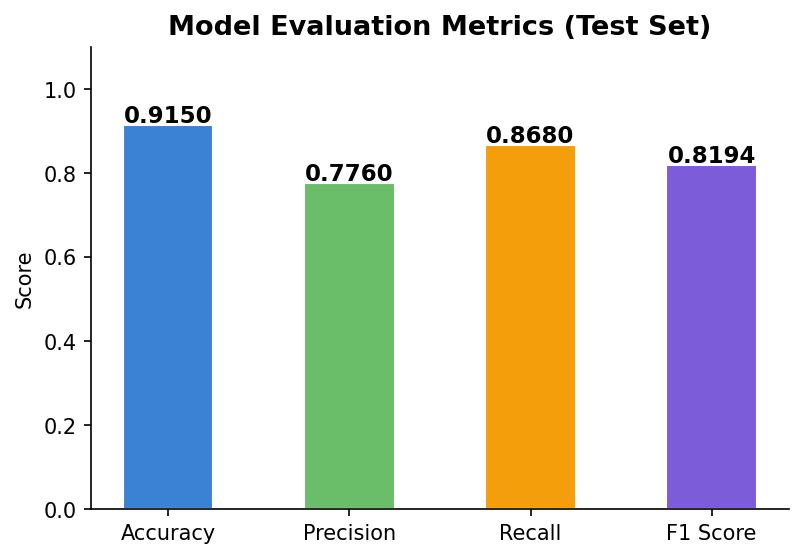 Model Evaluation Metrics (Test Set)
1.0
0.8
0.6
0.4
0.2
0.0
Score
0.9150
0.7760
0.8680
0.8194
Accuracy
Precision
Recall
F1 Score